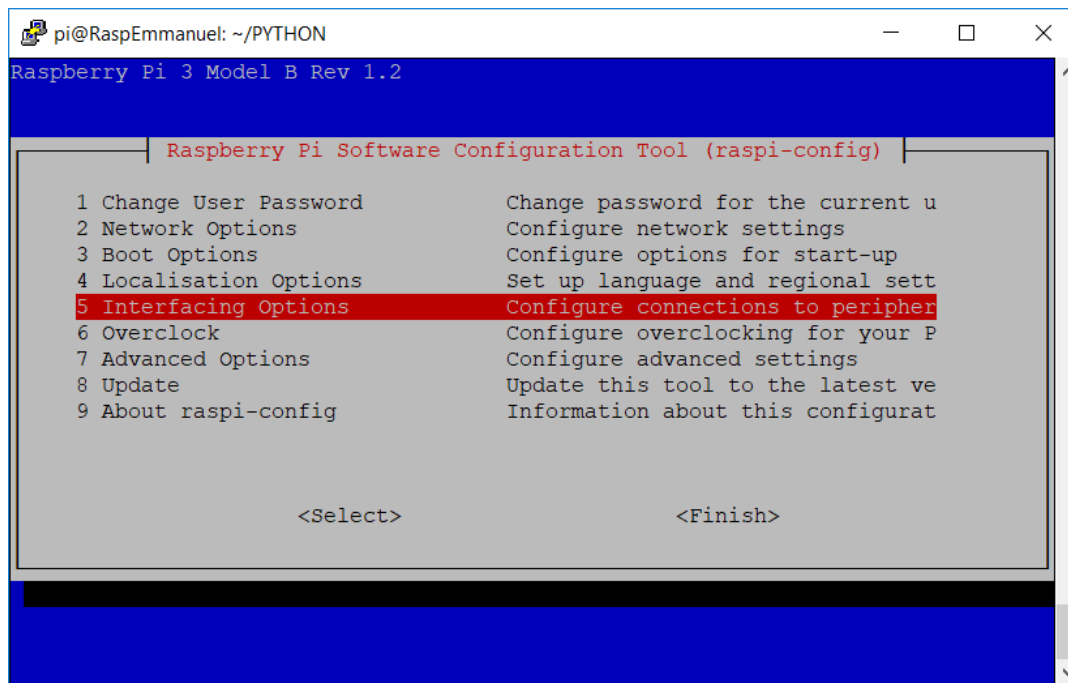 pi@RaspEmmanuel: ~/PYTHON
Raspberry Pi 3 Model B Rev 1.2
Raspberry Pi Software Configuration Tool (raspi-config)
1 Change User Password Change password for the current u
2 Network Options Configure network settings
3 Boot Options Configure options for start-up
4 Localisation Options Set up language and regional sett
5 Interfacing Options Configure connections to peripher
6 Overclock Configure overclocking for your P
7 Advanced Options Configure advanced settings
8 Update Update this tool to the latest ve
9 About raspi-config Information about this configurat
<Select> <Finish>